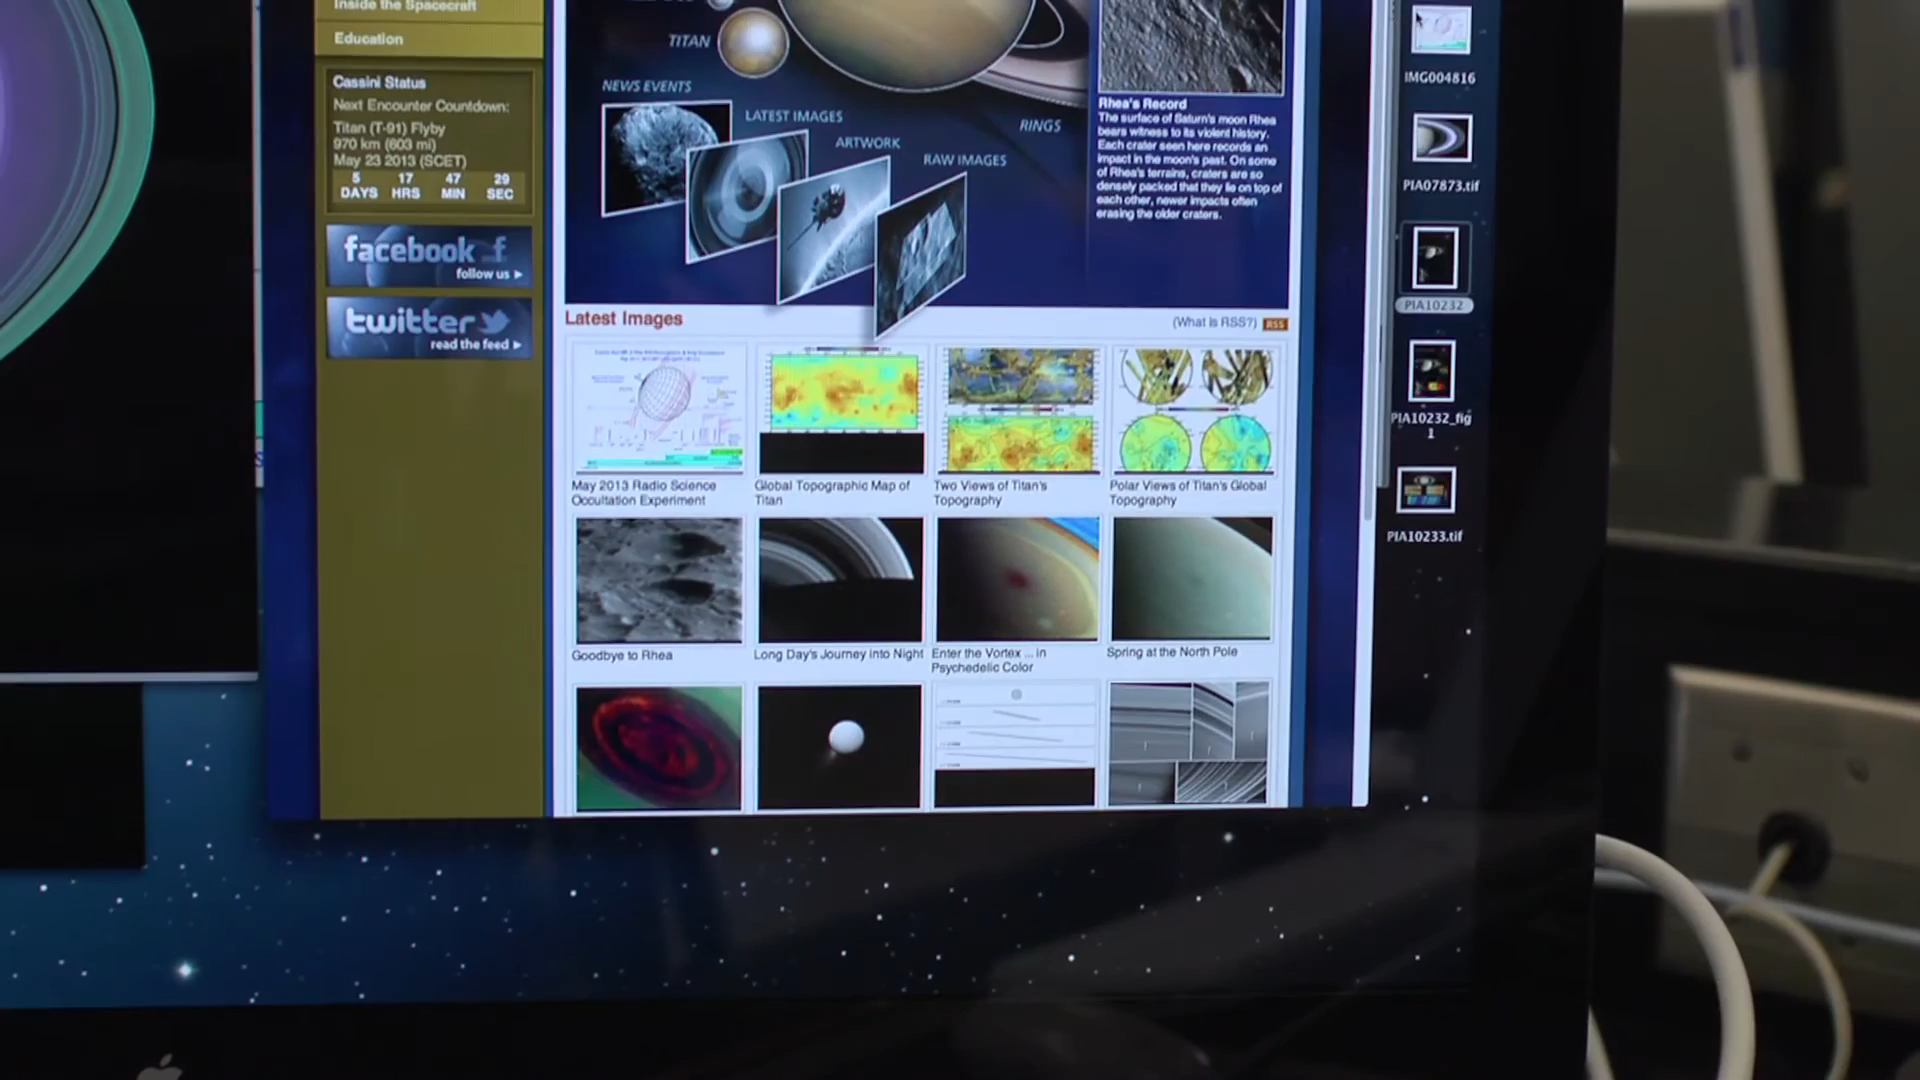 Inside the Spacecraft
Education
Cassini Status
Next Encounter Countdown:
Titan (T-91) Flyby
970 km (603 mi)
May 23 2013 (SCET)
5 17 47 29
DAYS HRS MIN SEC
facebook f
follow us
twitter
read the feed
TITAN
NEWS EVENTS
LATEST IMAGES
ARTWORK
RAW IMAGES
RINGS
Rhea's Record
The surface of Saturn's moon Rhea
bears witness to its violent history.
Each crater seen here records an
impact in the moon's past. On some
of Rhea's terrains, craters are so
densely packed that they lie on top of
each other, newer impacts often
erasing the older craters.
Latest Images
(What is RSS?) RSS
May 2013 Radio Science
Occultation Experiment
Global Topographic Map of
Titan
Two Views of Titan's
Topography
Polar Views of Titan's Global
Topography
Goodbye to Rhea
Long Day's Journey into Night
Enter the Vortex ... in
Psychedelic Color
Spring at the North Pole
IMG004816
PIA07873.tif
PIA10232
PIA10232_fig
1
PIA10233.tif